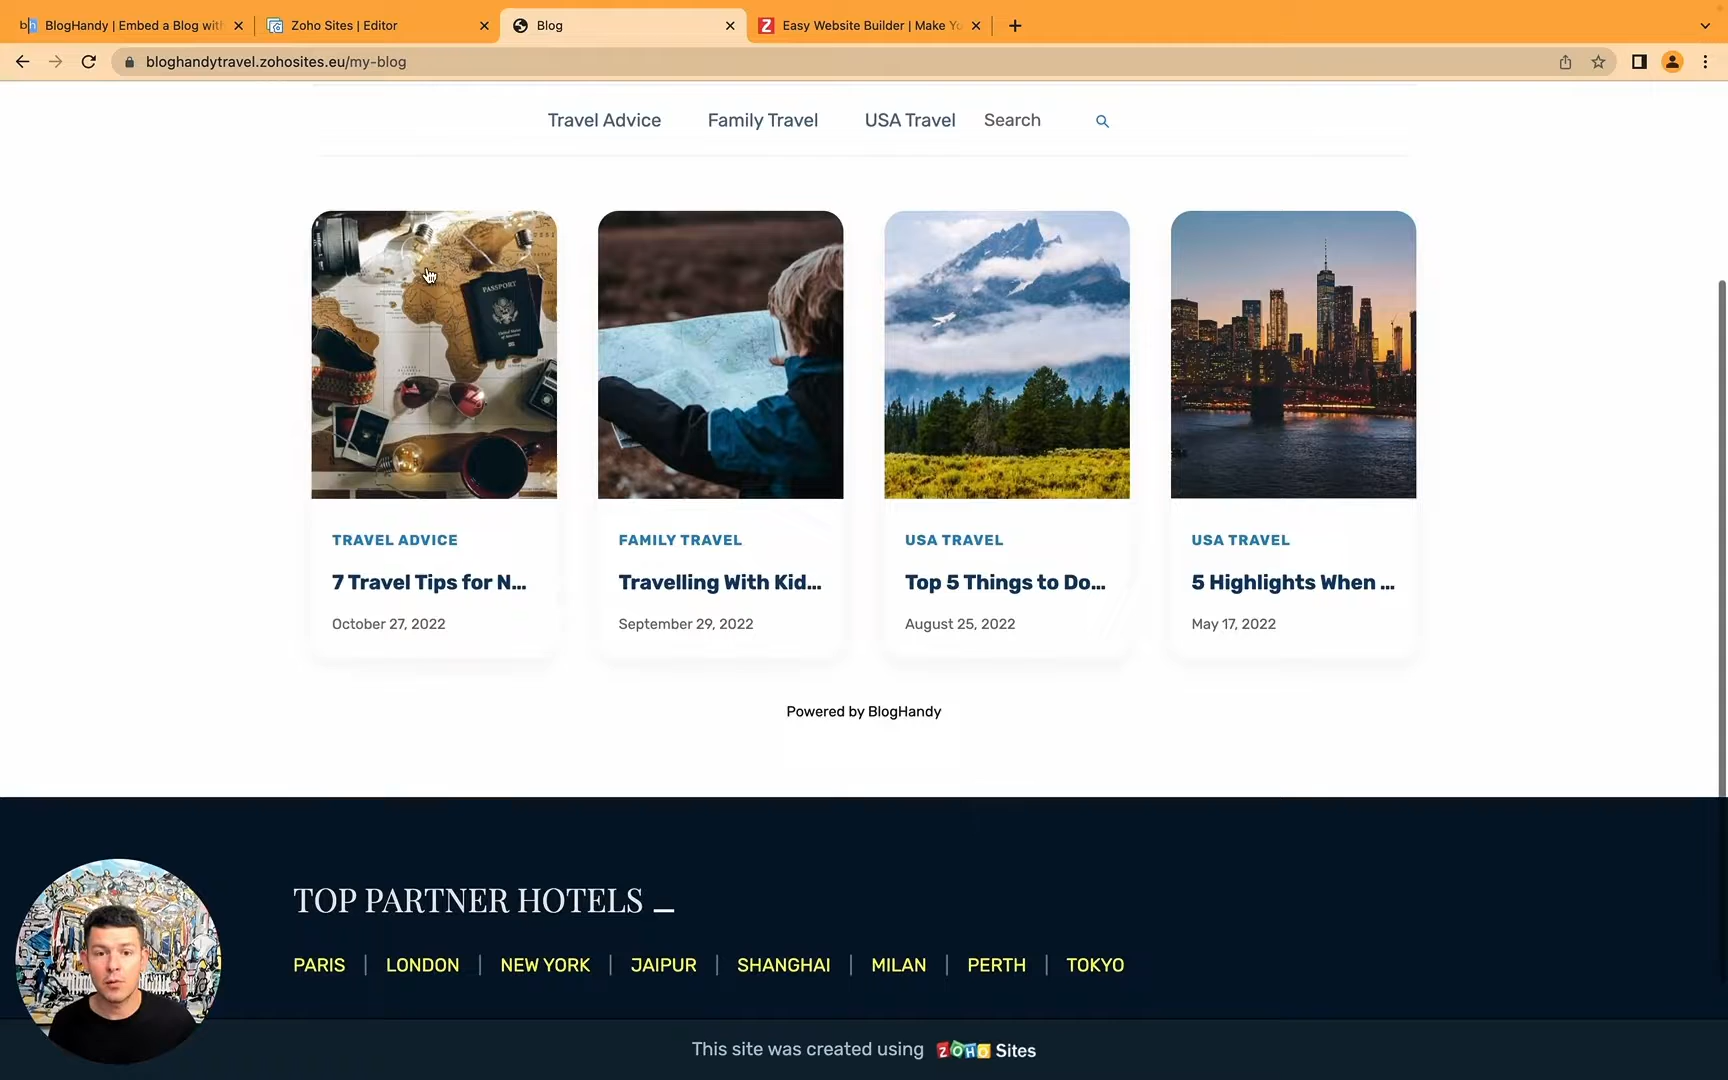 BlogHandy | Embed a Blog with
Zoho Sites | Editor
Blog
Easy Website Builder | Make Yo
bloghandytravel.zohosites.eu/my-blog
Travel Advice
Family Travel
USA Travel
Search
PASSPORT
TRAVEL ADVICE
7 Travel Tips for N...
October 27, 2022
FAMILY TRAVEL
Travelling With Kid...
September 29, 2022
USA TRAVEL
Top 5 Things to Do...
August 25, 2022
USA TRAVEL
5 Highlights When ...
May 17, 2022
Powered by BlogHandy
TOP PARTNER HOTELS _
PARIS | LONDON | NEW YORK | JAIPUR | SHANGHAI | MILAN | PERTH | TOKYO
This site was created using ZOHO Sites